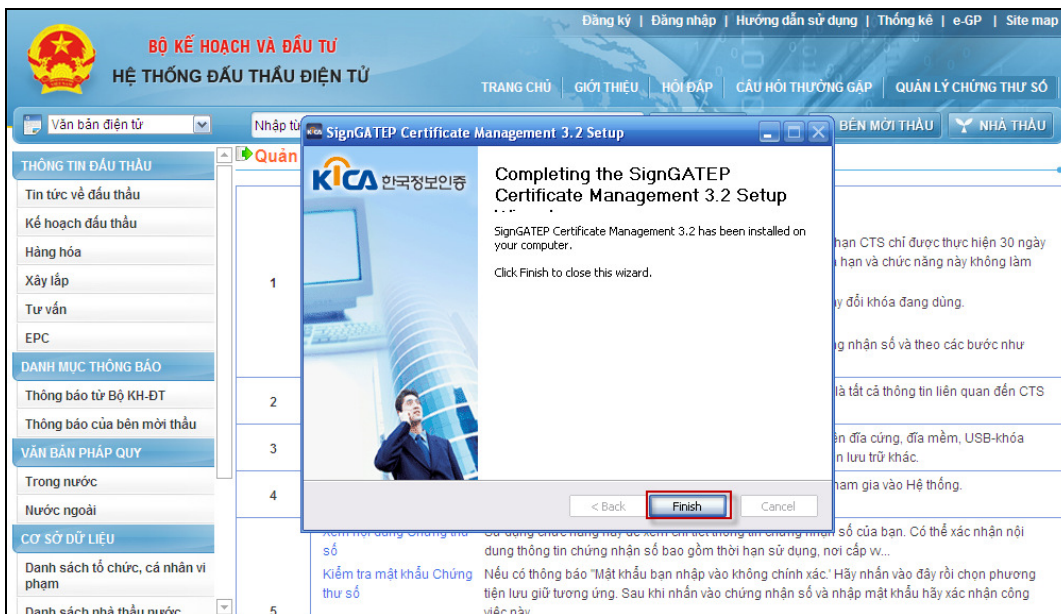 Đăng ký | Đăng nhập | Hướng dẫn sử dụng | Thống kê | e-GP | Site map
BỘ KẾ HOẠCH VÀ ĐẦU TƯ
HỆ THỐNG ĐẤU THẦU ĐIỆN TỬ
TRANG CHỦ GIỚI THIỆU HỎI ĐÁP CÂU HỎI THƯỜNG GẶP QUẢN LÝ CHỨNG THƯ SỐ
Văn bản điện tử Nhập từ BÊN MỜI THẦU NHÀ THẦU
SignGATEP Certificate Management 3.2 Setup
THÔNG TIN ĐẤU THẦU
Tin tức về đấu thầu
Kế hoạch đấu thầu
Hàng hóa
Xây lắp
Tư vấn
EPC
DANH MỤC THÔNG BÁO
Thông báo từ Bộ KH-ĐT
Thông báo của bên mời thầu
VĂN BẢN PHÁP QUY
Trong nước
Nước ngoài
CƠ SỞ DỮ LIỆU
Danh sách tổ chức, cá nhân vi
phạm
Danh sách nhà thầu nước
Quản
KICA 한국정보인증
Completing the SignGATEP
Certificate Management 3.2 Setup
SignGATEP Certificate Management 3.2 has been installed on
your computer.
Click Finish to close this wizard.
< Back Finish Cancel
1
hạn CTS chỉ được thực hiện 30 ngày
hạn và chức năng này không làm
đổi khóa đang dùng.
nhận số và theo các bước như
2
là tất cả thông tin liên quan đến CTS
3
đĩa cứng, đĩa mềm, USB-khóa
lưu trữ khác.
4
gia vào Hệ thống.
số
số của bạn. Có thể xác nhận nội
dung thông tin chứng nhận số bao gồm thời hạn sử dụng, nơi cấp vv...
5
Kiểm tra mật khẩu Chứng
thư số
Nếu có thông báo "Mật khẩu bạn nhập vào không chính xác.' Hãy nhấn vào đây rồi chọn phương
tiện lưu giữ tương ứng. Sau khi nhấn vào chứng nhận số và nhập mật khẩu hãy xác nhận công
việc này